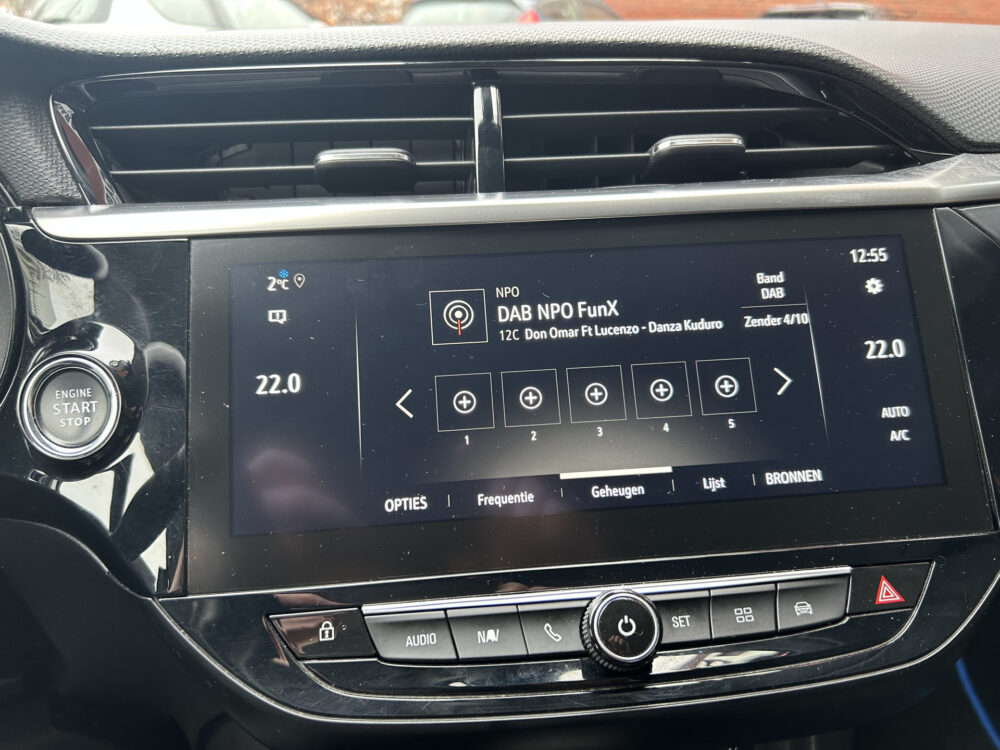 12:55
2°C
NPO
DAB NPO FunX
12C Don Omar Ft Lucenzo - Danza Kuduro
Band
DAB
Zender 4/10
22.0
22.0
AUTO
A/C
1 2 3 4 5
OPTIES Frequentie Geheugen Lijst BRONNEN
ENGINE
START
STOP
AUDIO NAV SET